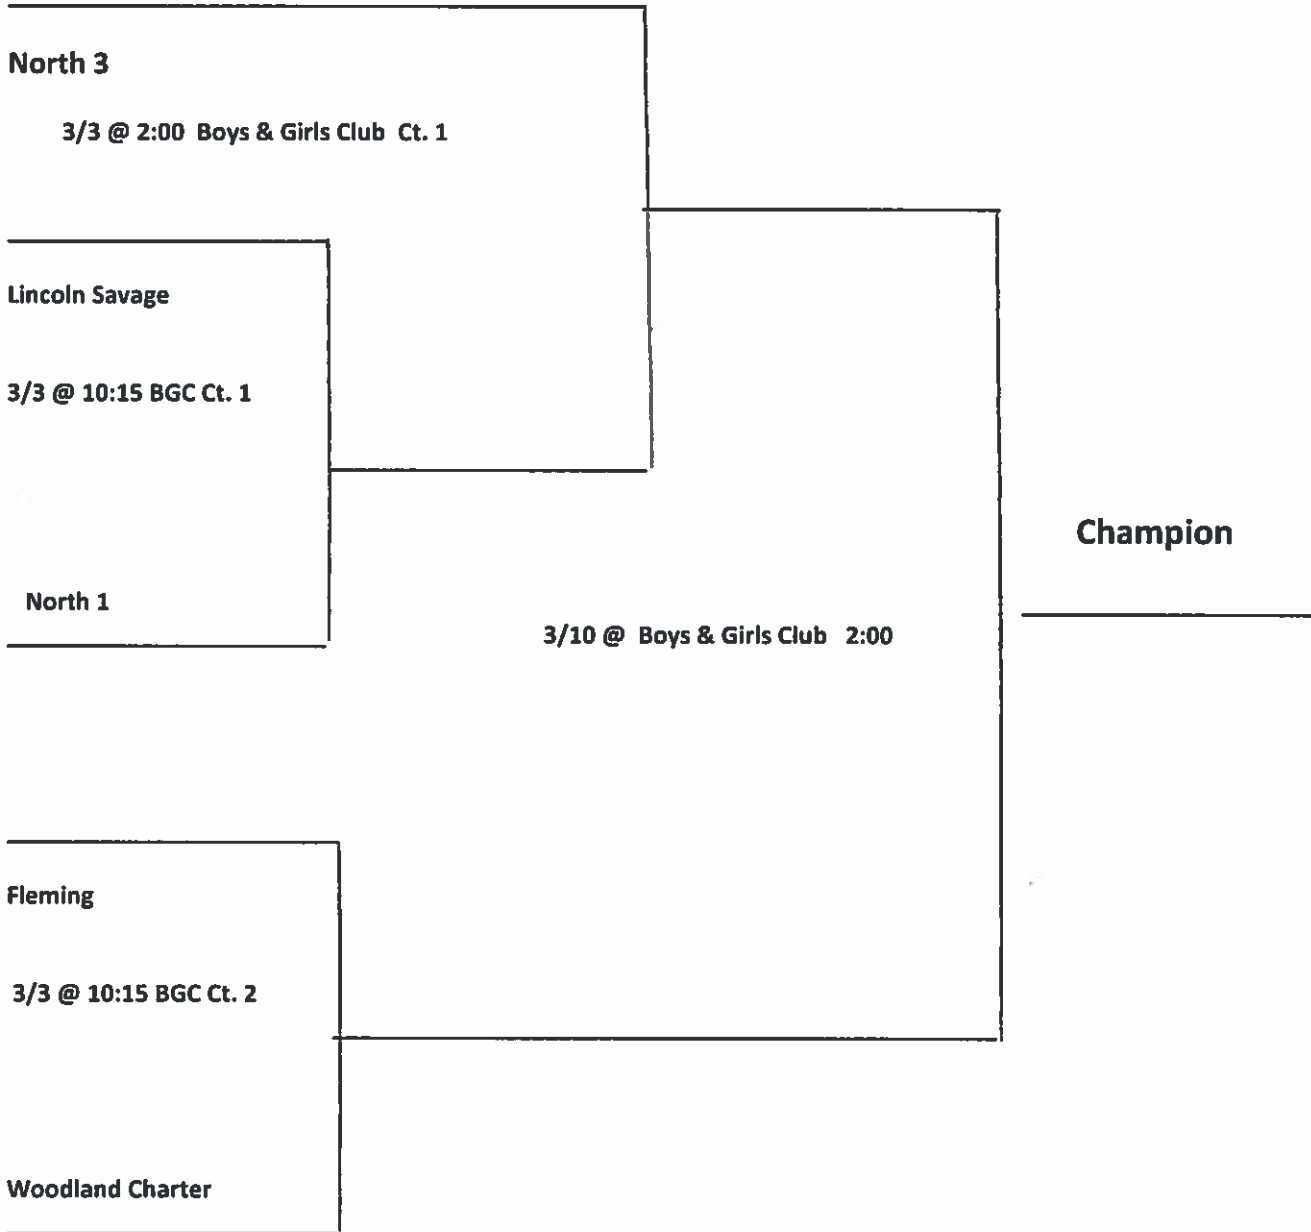 North 3
3/3 @ 2:00 Boys & Girls Club Ct. 1
Lincoln Savage
3/3 @ 10:15 BGC Ct. 1
Champion
North 1
3/10 @ Boys & Girls Club 2:00
Fleming
3/3 @ 10:15 BGC Ct. 2
Woodland Charter